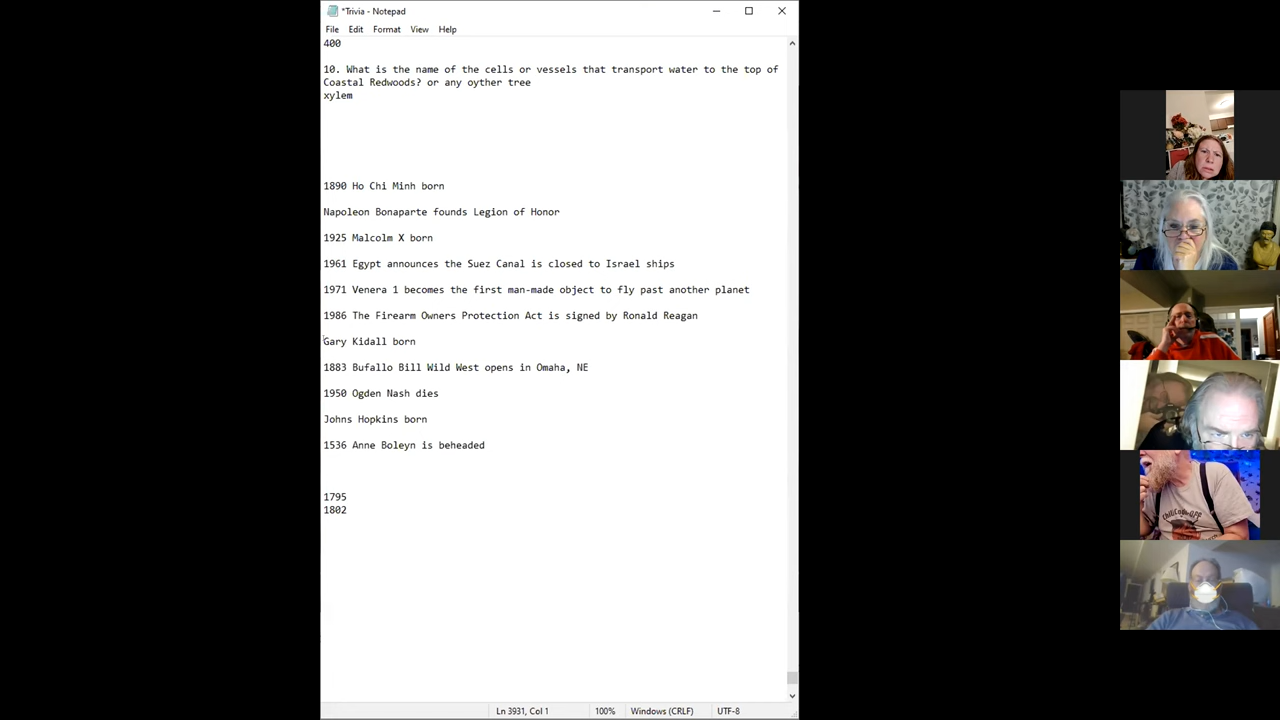 *Trivia - Notepad
File Edit Format View Help
400
10. What is the name of the cells or vessels that transport water to the top of
Coastal Redwoods? or any oyther tree
xylem
1890 Ho Chi Minh born
Napoleon Bonaparte founds Legion of Honor
1925 Malcolm X born
1961 Egypt announces the Suez Canal is closed to Israel ships
1971 Venera 1 becomes the first man-made object to fly past another planet
1986 The Firearm Owners Protection Act is signed by Ronald Reagan
Gary Kidall born
1883 Bufallo Bill Wild West opens in Omaha, NE
1950 Ogden Nash dies
Johns Hopkins born
1536 Anne Boleyn is beheaded
1795
1802
Ln 3931, Col 1 100% Windows (CRLF) UTF-8